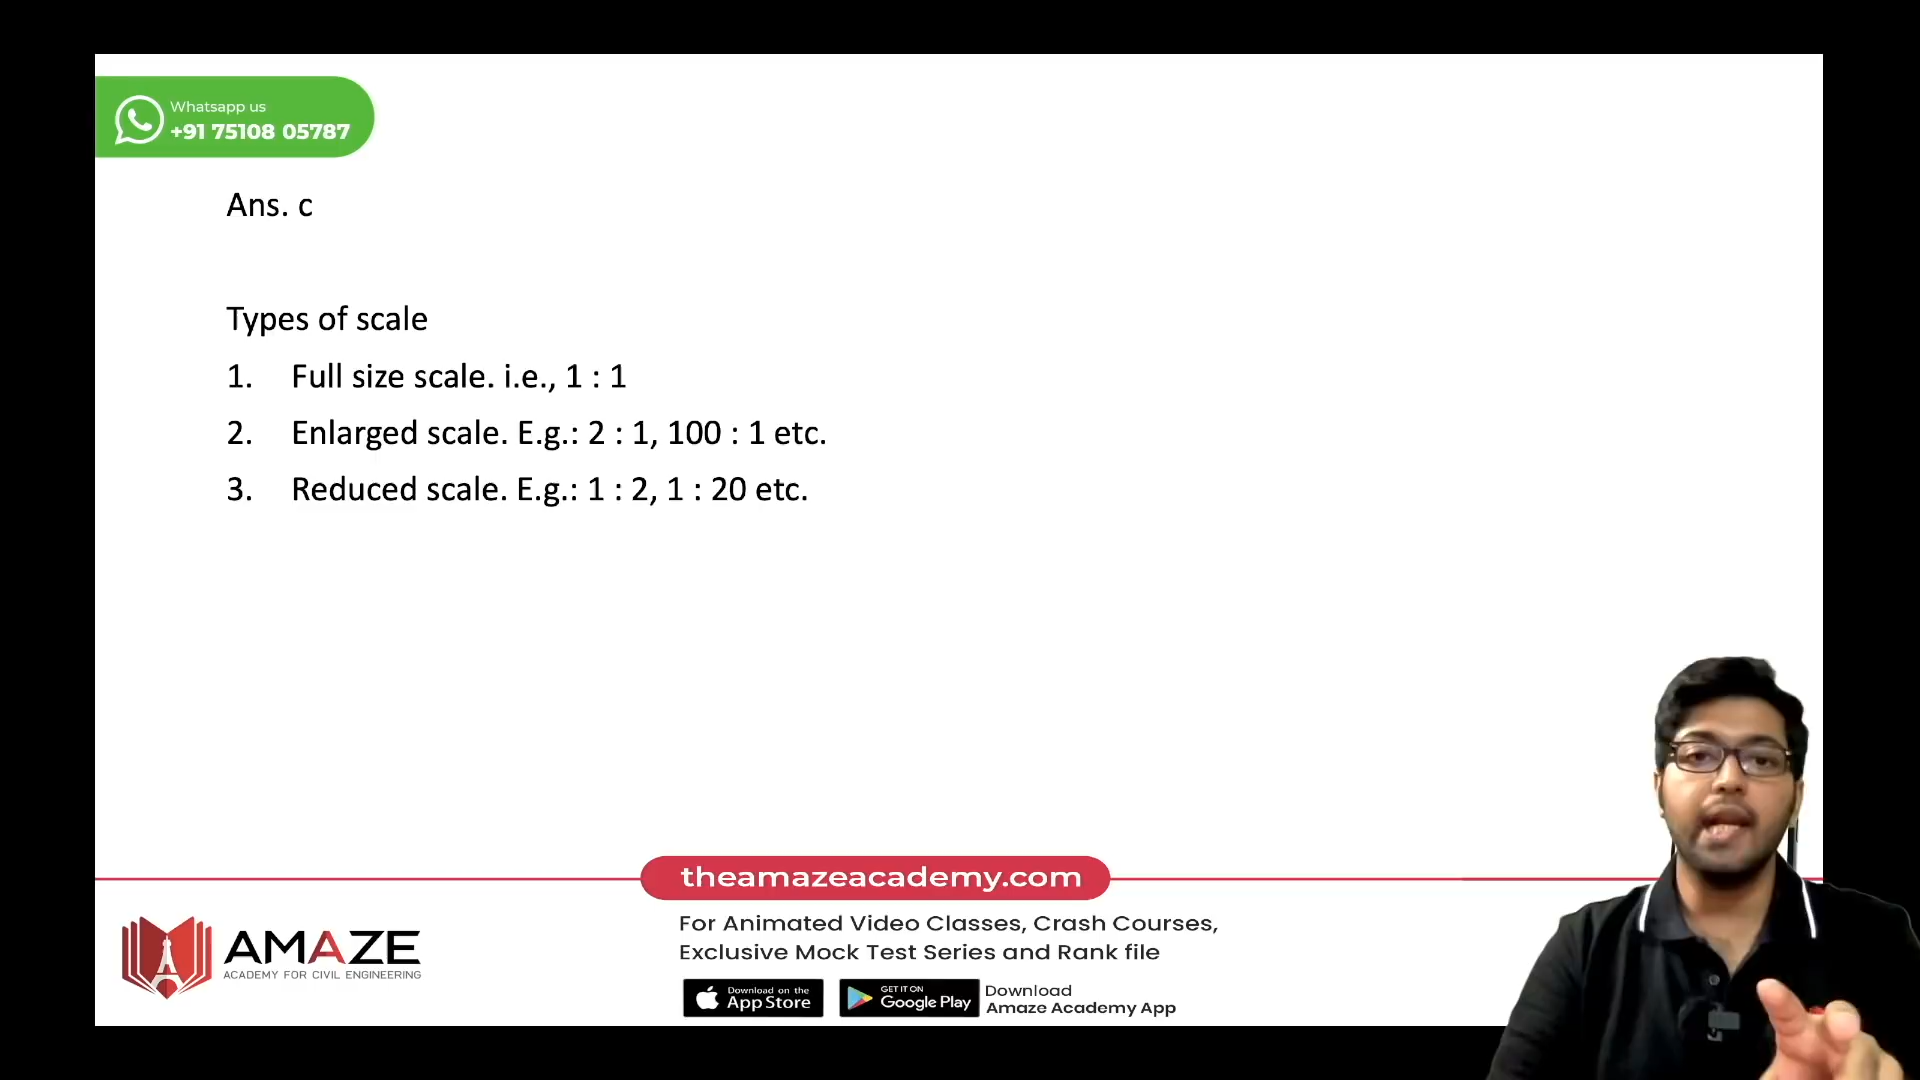 Whatsapp us
+91 75108 05787
Ans. c
Types of scale
1. Full size scale. i.e., 1 : 1
2. Enlarged scale. E.g.: 2 : 1, 100 : 1 etc.
3. Reduced scale. E.g.: 1 : 2, 1 : 20 etc.
theamazeacademy.com
AMAZE
ACADEMY FOR CIVIL ENGINEERING
For Animated Video Classes, Crash Courses,
Exclusive Mock Test Series and Rank file
Download on the
App Store
GET IT ON
Google Play
Download
Amaze Academy App